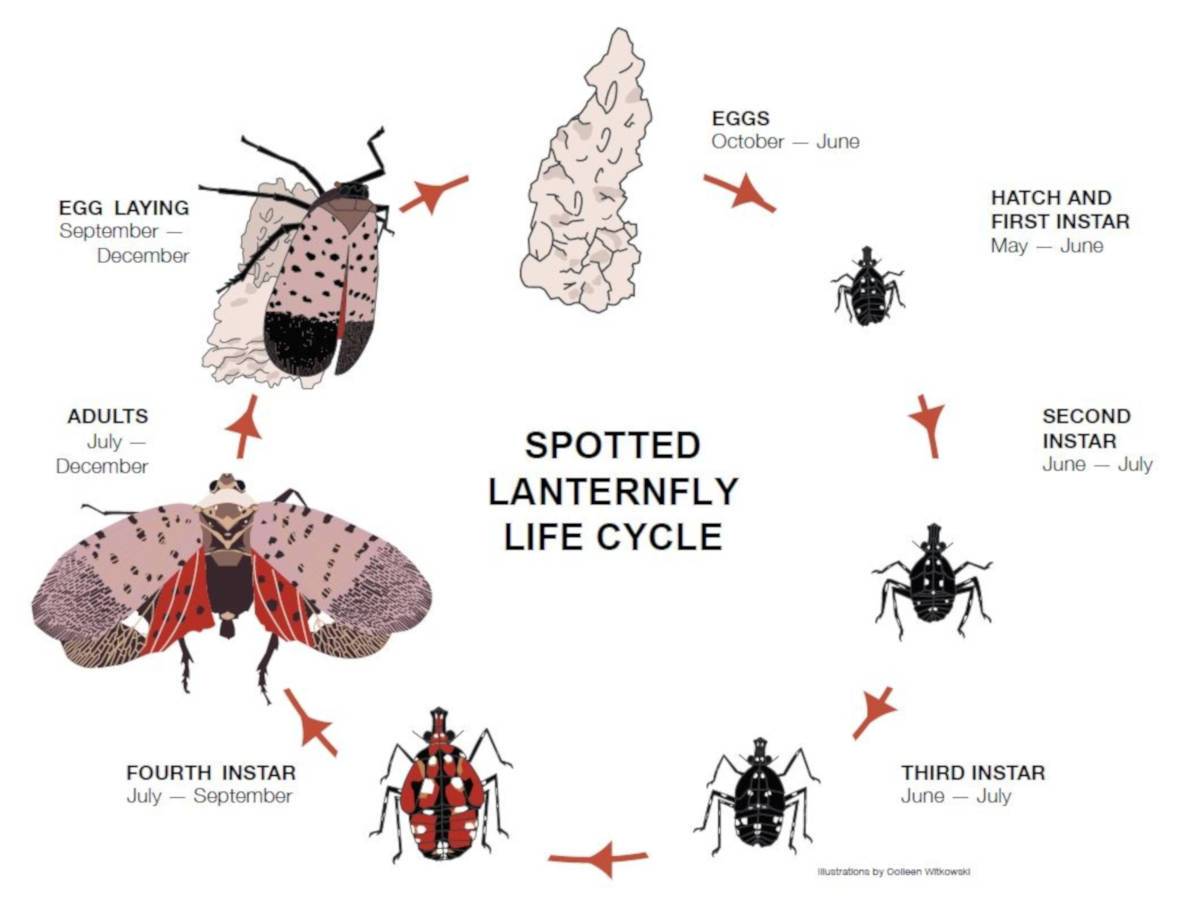 EGGS
October — June
HATCH AND
FIRST INSTAR
May — June
EGG LAYING
September —
December
SECOND
INSTAR
June — July
ADULTS
July —
December
SPOTTED
LANTERNFLY
LIFE CYCLE
THIRD INSTAR
June — July
FOURTH INSTAR
July — September
Illustrations by Colleen Witkowski